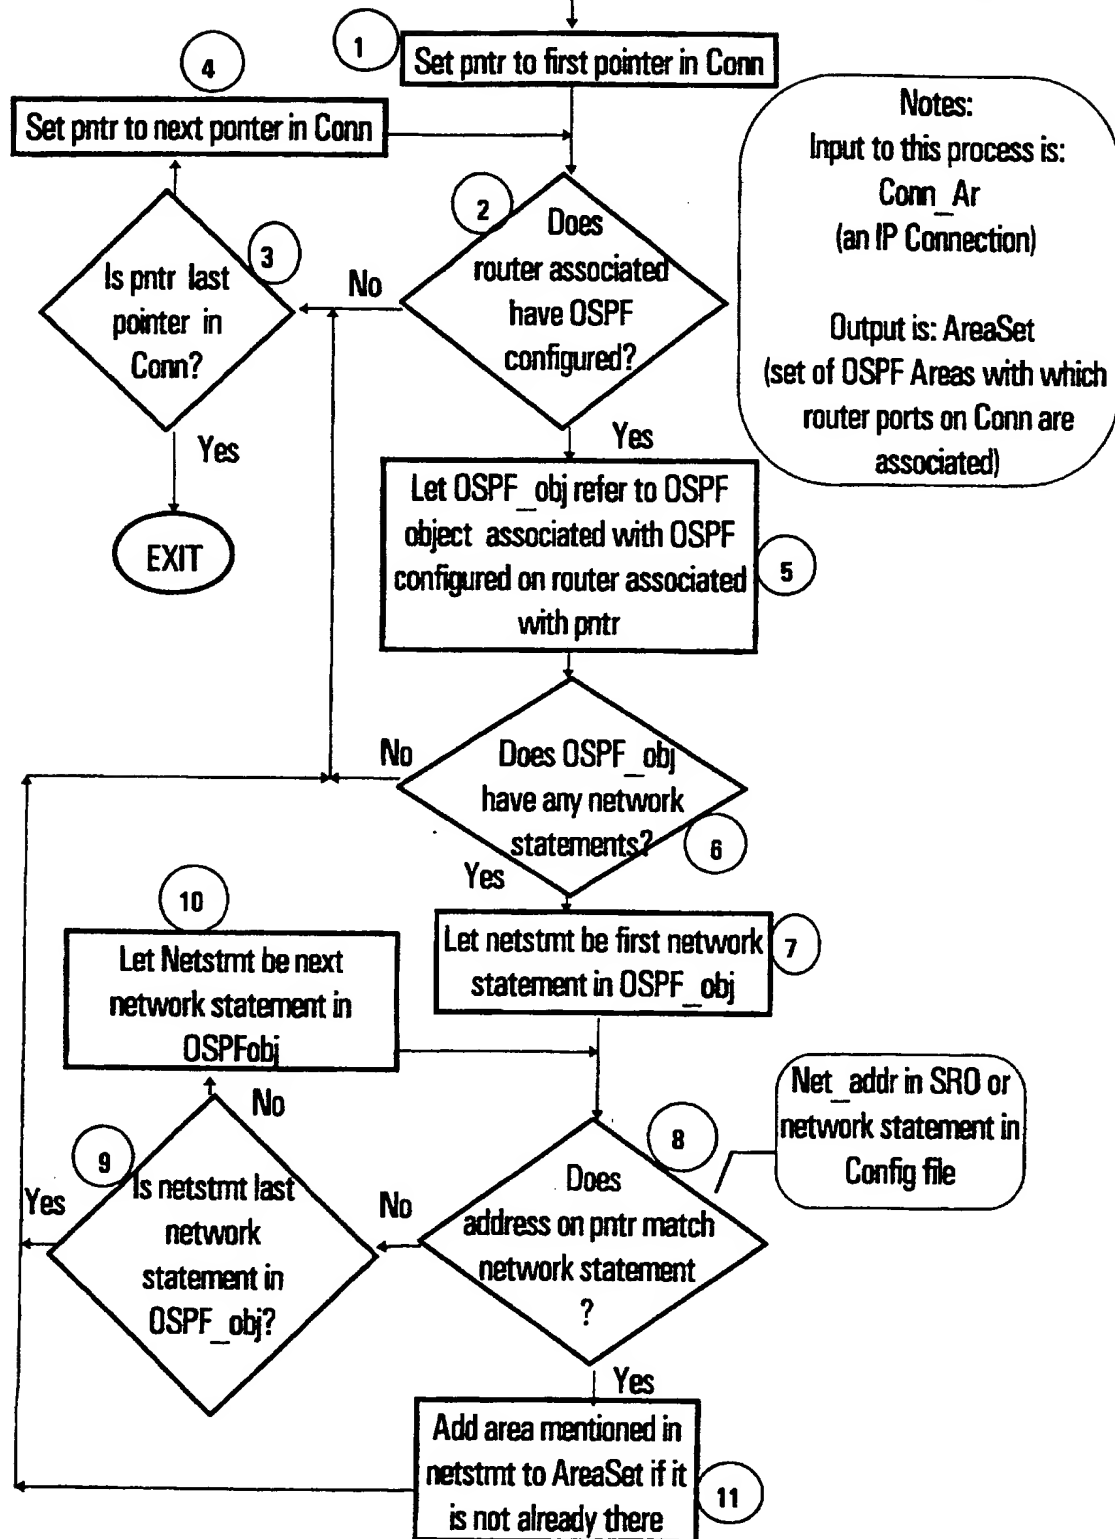 1
Set pntr to first pointer in Conn
4
Set pntr to next ponter in Conn
Notes:
Input to this process is:
Conn_Ar
(an IP Connection)
Output is: AreaSet
(set of OSPF Areas with which
router ports on Conn are
associated)
2
Does
router associated
have OSPF
configured?
No
3
Is pntr last
pointer in
Conn?
Yes
EXIT
Yes
Let OSPF_obj refer to OSPF
object associated with OSPF
configured on router associated
with pntr
5
No
Does OSPF_obj
have any network
statements?
6
Yes
10
Let Netstmt be next
network statement in
OSPFobj
Let netstmt be first network
statement in OSPF_obj
7
No
Net_addr in SRO or
network statement in
Config file
8
Does
address on pntr match
network statement
?
No
9
Is netstmt last
network
statement in
OSPF_obj?
Yes
Yes
Add area mentioned in
netstmt to AreaSet if it
is not already there
11